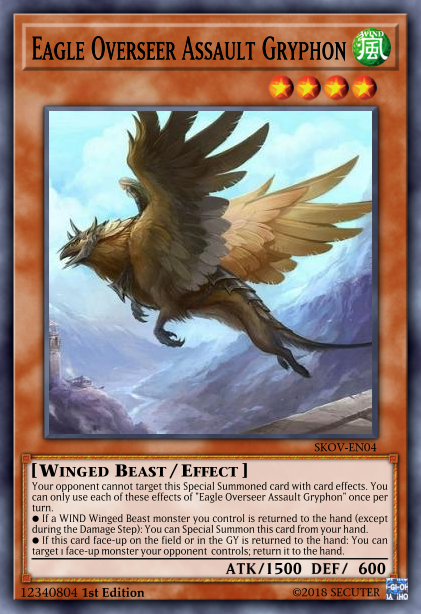 EAGLE OVERSEER ASSAULT GRYPHON
WIND
風
SKOV-EN04
[WINGED BEAST/EFFECT]
Your opponent cannot target this Special Summoned card with card effects. You
can only use each of these effects of "Eagle Overseer Assault Gryphon" once per
turn.
● If a WIND Winged Beast monster you control is returned to the hand (except
during the Damage Step): You can Special Summon this card from your hand.
● If this card face-up on the field or in the GY is returned to the hand: You can
target 1 face-up monster your opponent controls; return it to the hand.
ATK/1500 DEF/ 600
12340804 1st Edition
©2018 SECUTER